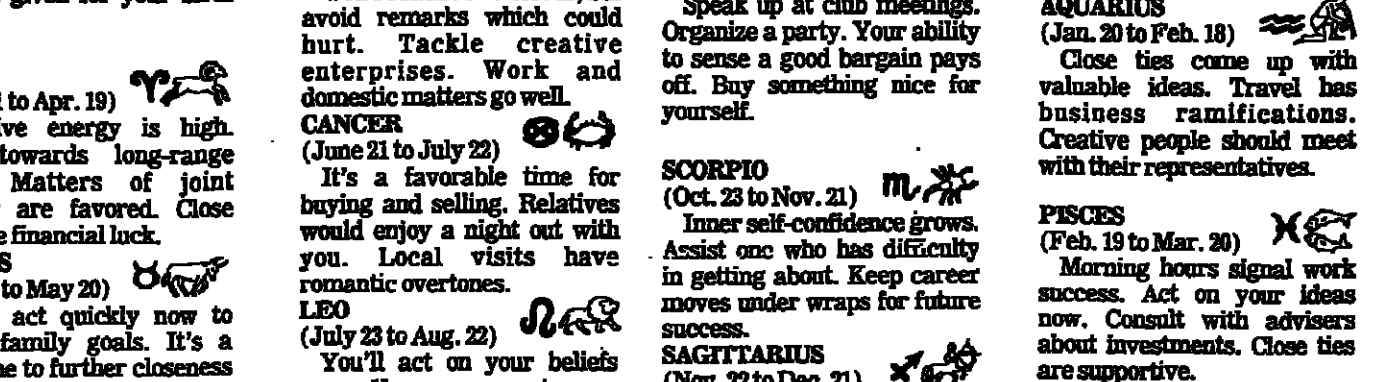 to Apr. 19)
energy is high.
towards long-range
Matters of joint
are favored. Close
financial luck.
to May 20)
act quickly now to
family goals. It's a
to further closeness
avoid remarks which could
hurt. Tackle creative
enterprises. Work and
domestic matters go well.
CANCER
(June 21 to July 22)
It's a favorable time for
buying and selling. Relatives
would enjoy a night out with
you. Local visits have
romantic overtones.
LEO
(July 23 to Aug. 22)
You'll act on your beliefs
Speak up at club meetings.
Organize a party. Your ability
to sense a good bargain pays
off. Buy something nice for
yourself.
SCORPIO
(Oct. 23 to Nov. 21)
Inner self-confidence grows.
Assist one who has difficulty
in getting about. Keep career
moves under wraps for future
success.
SAGITTARIUS
(Nov. 22 to Dec. 21)
AQUARIUS
(Jan. 20 to Feb. 18)
Close ties come up with
valuable ideas. Travel has
business ramifications.
Creative people should meet
with their representatives.
PISCES
(Feb. 19 to Mar. 20)
Morning hours signal work
success. Act on your ideas
now. Consult with advisers
about investments. Close ties
are supportive.